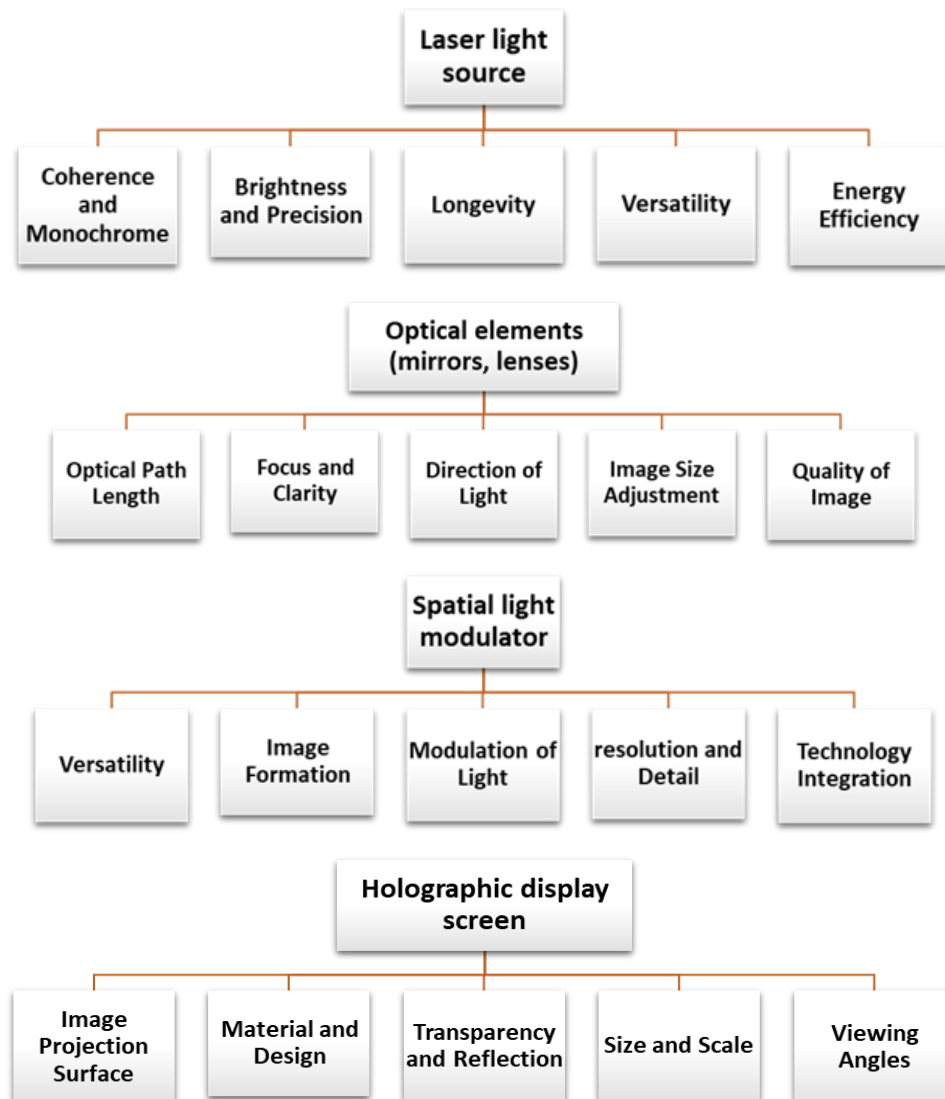 Laser light
source
Coherence
and
Monochrome
Brightness
and Precision
Longevity
Versatility
Energy
Efficiency
Optical elements
(mirrors, lenses)
Optical Path
Length
Focus and
Clarity
Direction of
Light
Image Size
Adjustment
Quality of
Image
Spatial light
modulator
Versatility
Image
Formation
Modulation of
Light
resolution and
Detail
Technology
Integration
Holographic display
screen
Image
Projection
Surface
Material and
Design
Transparency
and Reflection
Size and Scale
Viewing
Angles